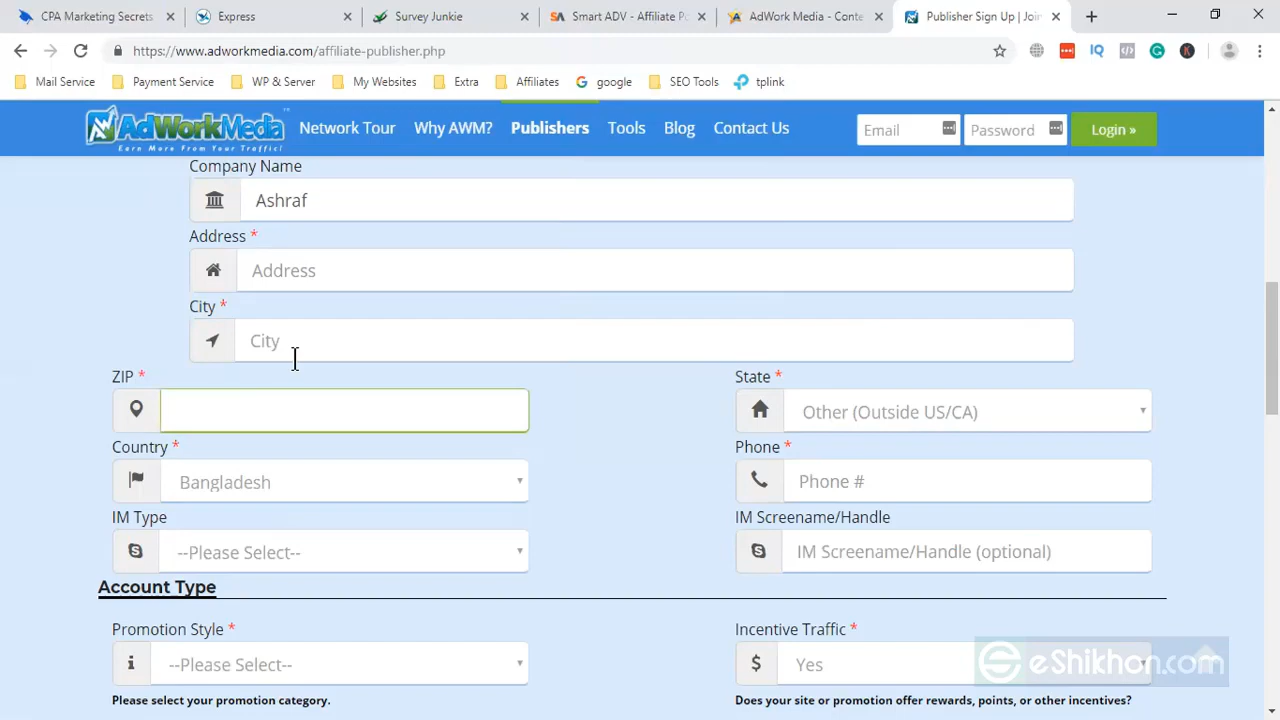 CPA Marketing Secrets
Express
Survey Junkie
Smart ADV - Affiliate Po
AdWork Media - Conte
Publisher Sign Up | Join
https://www.adworkmedia.com/affiliate-publisher.php
Mail Service
Payment Service
WP & Server
My Websites
Extra
Affiliates
google
SEO Tools
tplink
AdWorkMedia™
Earn More From Your Traffic!
Network Tour
Why AWM?
Publishers
Tools
Blog
Contact Us
Email
Password
Login »
Company Name
Ashraf
Address *
Address
City *
City
ZIP *
State *
Other (Outside US/CA)
Country *
Phone *
Bangladesh
Phone #
IM Type
IM Screename/Handle
--Please Select--
IM Screename/Handle (optional)
Account Type
Promotion Style *
Incentive Traffic *
--Please Select--
Yes
eShikhon.com
Please select your promotion category.
Does your site or promotion offer rewards, points, or other incentives?